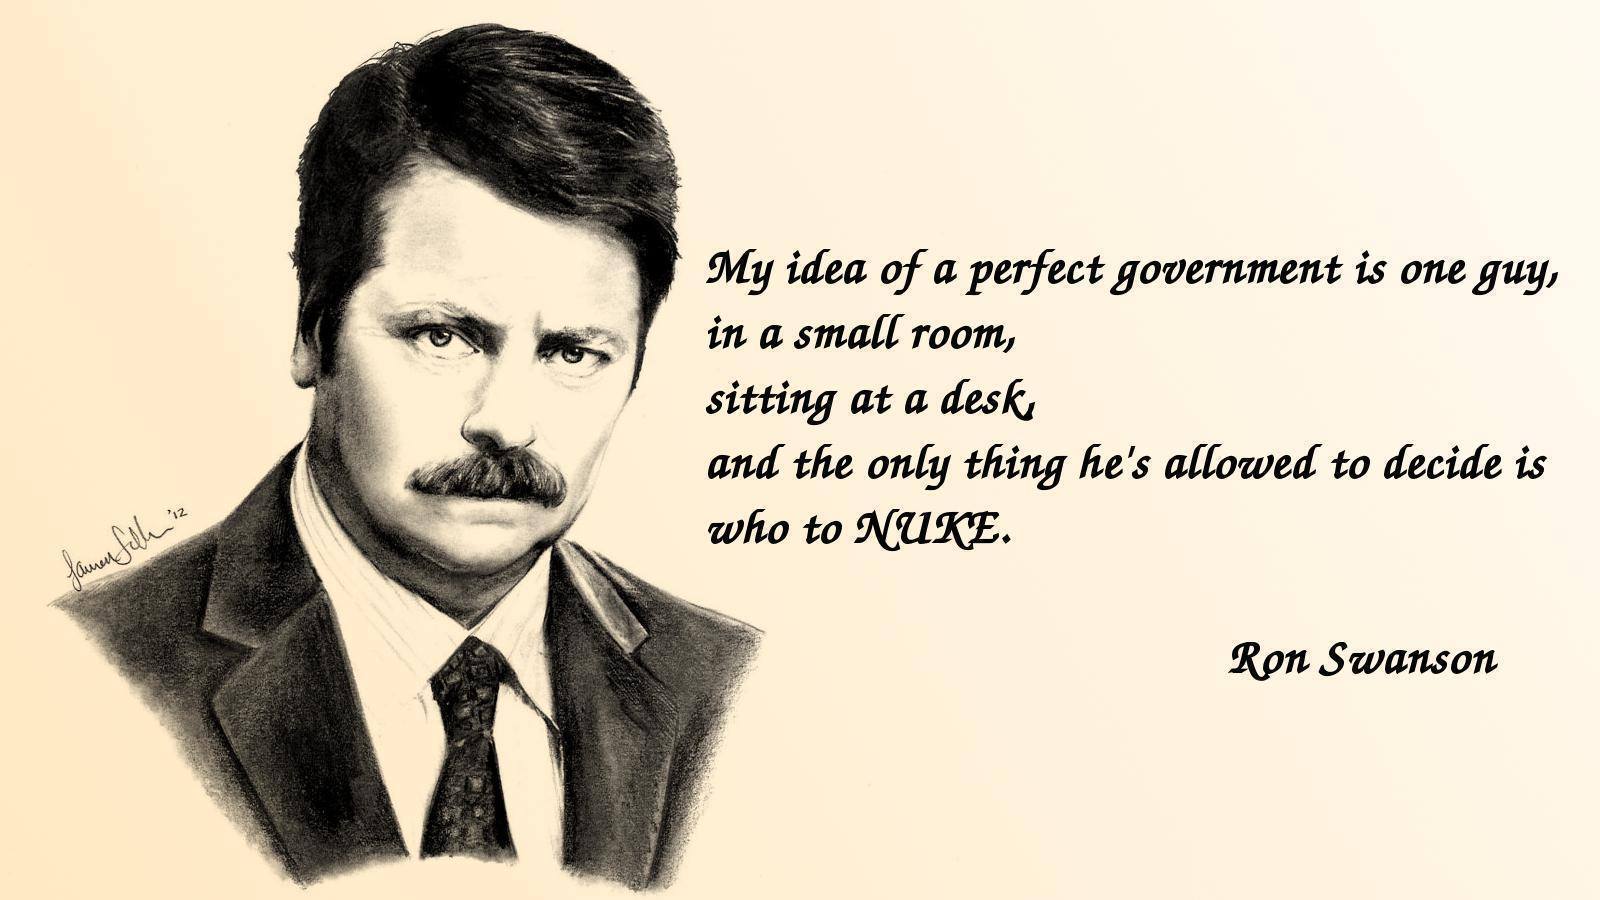 My idea of a perfect government is one guy,
in a small room,
sitting at a desk,
and the only thing he's allowed to decide is
who to NUKE.
Ron Swanson
'12